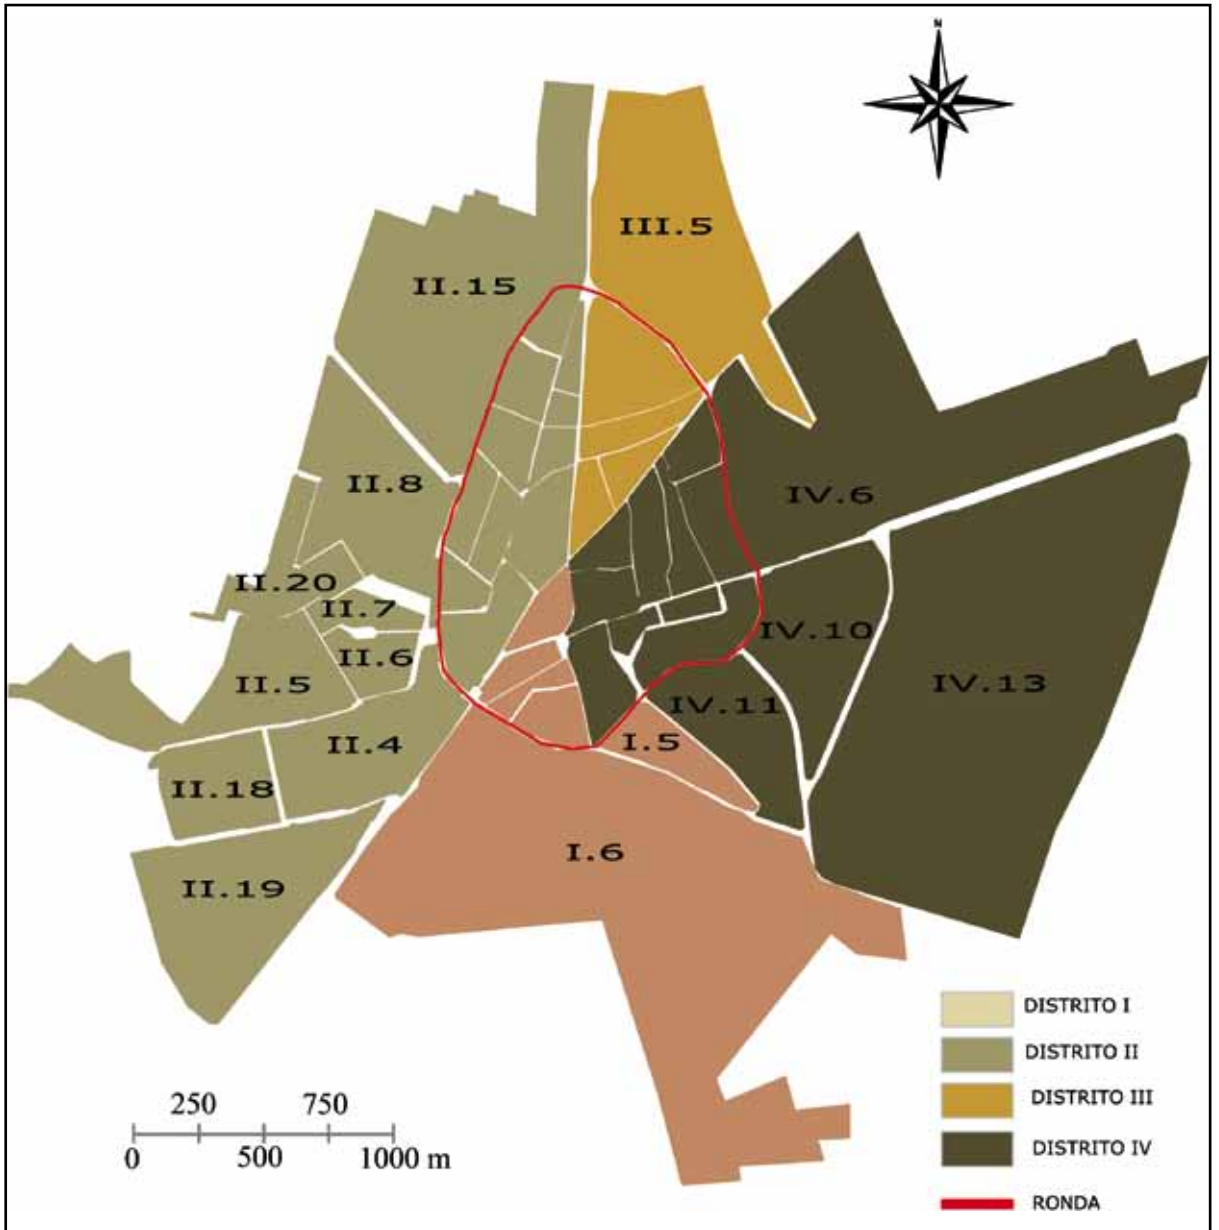 N
III.5
II.15
II.8
IV.6
II.20
II.7
IV.10
II.6
II.5
IV.13
IV.11
II.4
I.5
II.18
I.6
II.19
DISTRITO I
DISTRITO II
DISTRITO III
DISTRITO IV
RONDA
250 750
0 500 1000 m